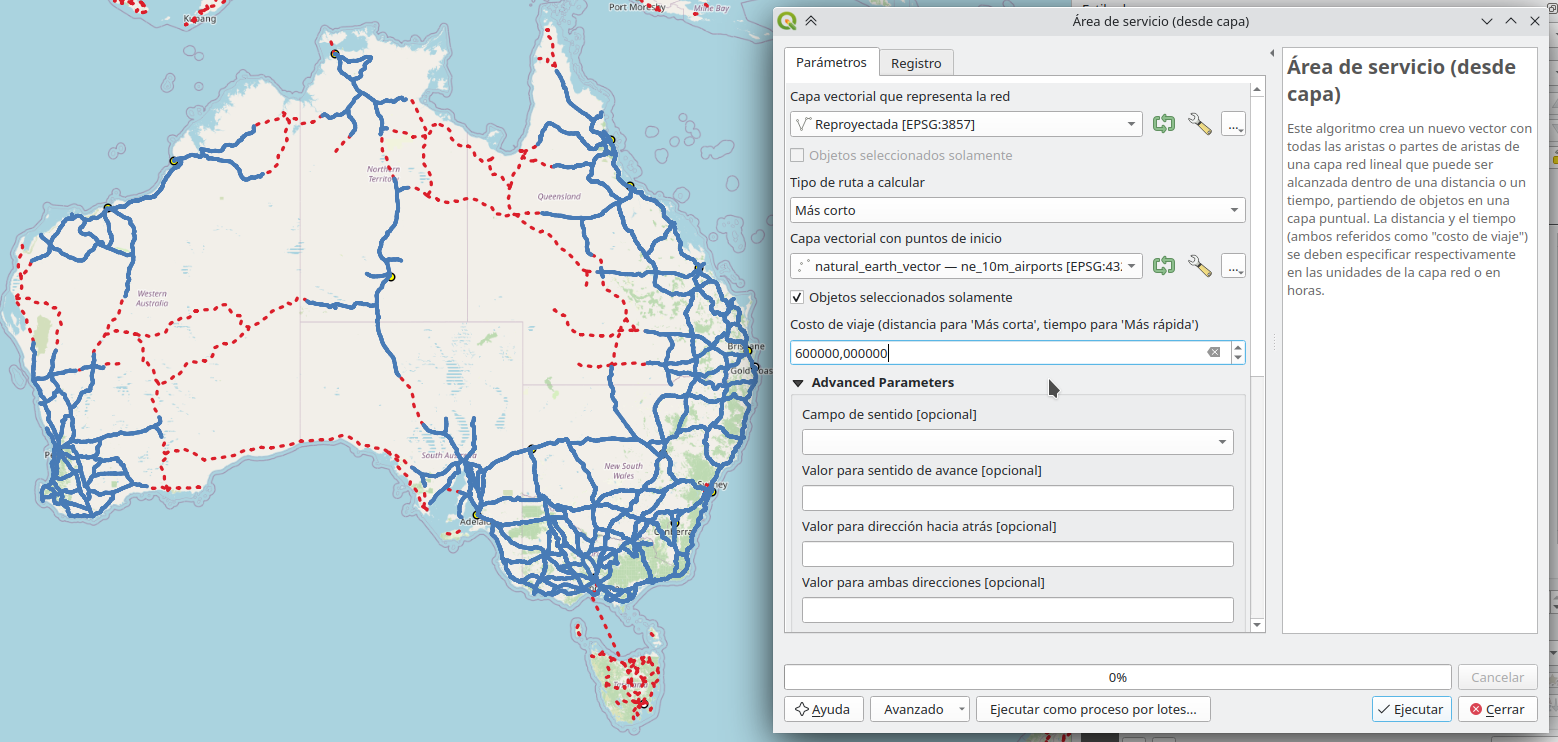 Kupang
Port Moresby
Milne Bay
Northern
Territory
Queensland
Western
Australia
Brisbane
Gold Coas
South Aus
New South
Wales
Sydney
Adelaid
Canberra
Área de servicio (desde capa)
Parámetros
Registro
Capa vectorial que representa la red
Reproyectada [EPSG:3857]
...
Objetos seleccionados solamente
Tipo de ruta a calcular
Más corto
Capa vectorial con puntos de inicio
natural_earth_vector — ne_10m_airports [EPSG:43
...
Objetos seleccionados solamente
Costo de viaje (distancia para 'Más corta', tiempo para 'Más rápida')
600000,000000
Advanced Parameters
Campo de sentido [opcional]
Valor para sentido de avance [opcional]
Valor para dirección hacia atrás [opcional]
Valor para ambas direcciones [opcional]
Área de servicio (desde
capa)
Este algoritmo crea un nuevo vector con
todas las aristas o partes de aristas de
una capa red lineal que puede ser
alcanzada dentro de una distancia o un
tiempo, partiendo de objetos en una
capa puntual. La distancia y el tiempo
(ambos referidos como "costo de viaje")
se deben especificar respectivamente
en las unidades de la capa red o en
horas.
0%
Cancelar
Ayuda
Avanzado
Ejecutar como proceso por lotes...
Ejecutar
Cerrar